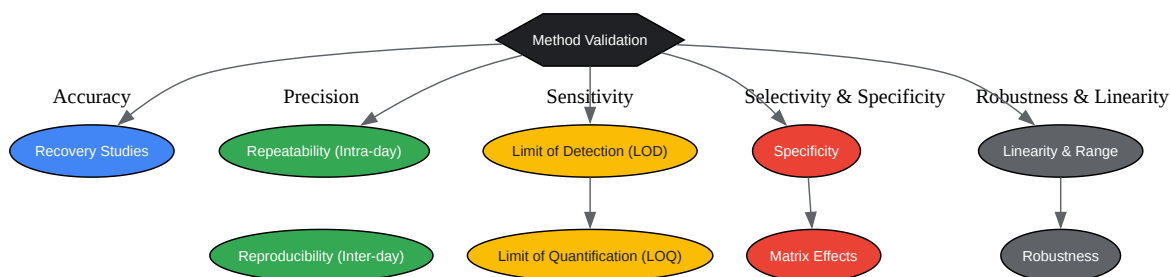 Method Validation
Accuracy
Precision
Sensitivity
Selectivity & Specificity
Robustness & Linearity
Recovery Studies
Repeatability (Intra-day)
Limit of Detection (LOD)
Specificity
Linearity & Range
Reproducibility (Inter-day)
Limit of Quantification (LOQ)
Matrix Effects
Robustness